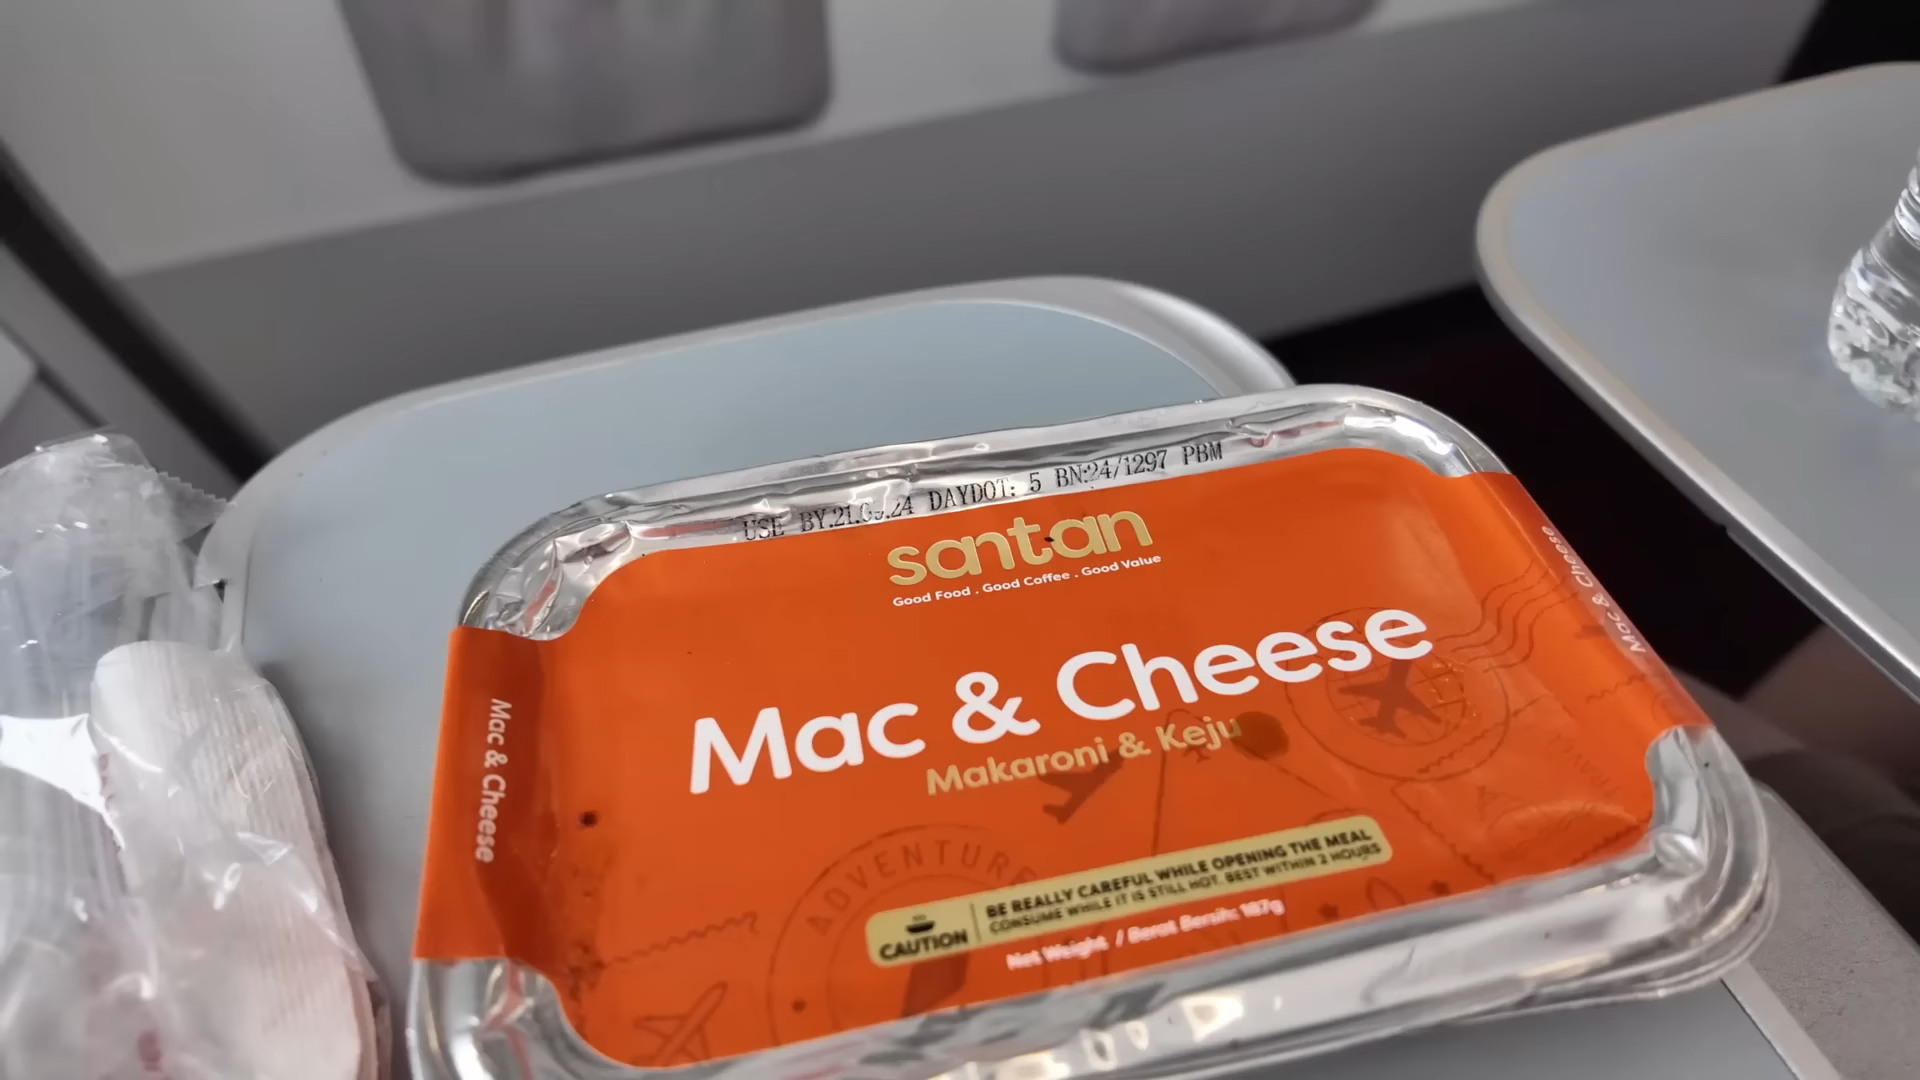 USE BY.21.09.24 DAYDOT: 5 BN:24/1297 PBM
santan
Good Food . Good Coffee . Good Value
Mac & Cheese
Makaroni & Keju
Mac & Cheese
Mac & Cheese
ADVENTURE
CAUTION
BE REALLY CAREFUL WHILE OPENING THE MEAL
CONSUME WHILE IT IS STILL HOT. BEST WITHIN 2 HOURS
Net Weight / Berat Bersih: 187g